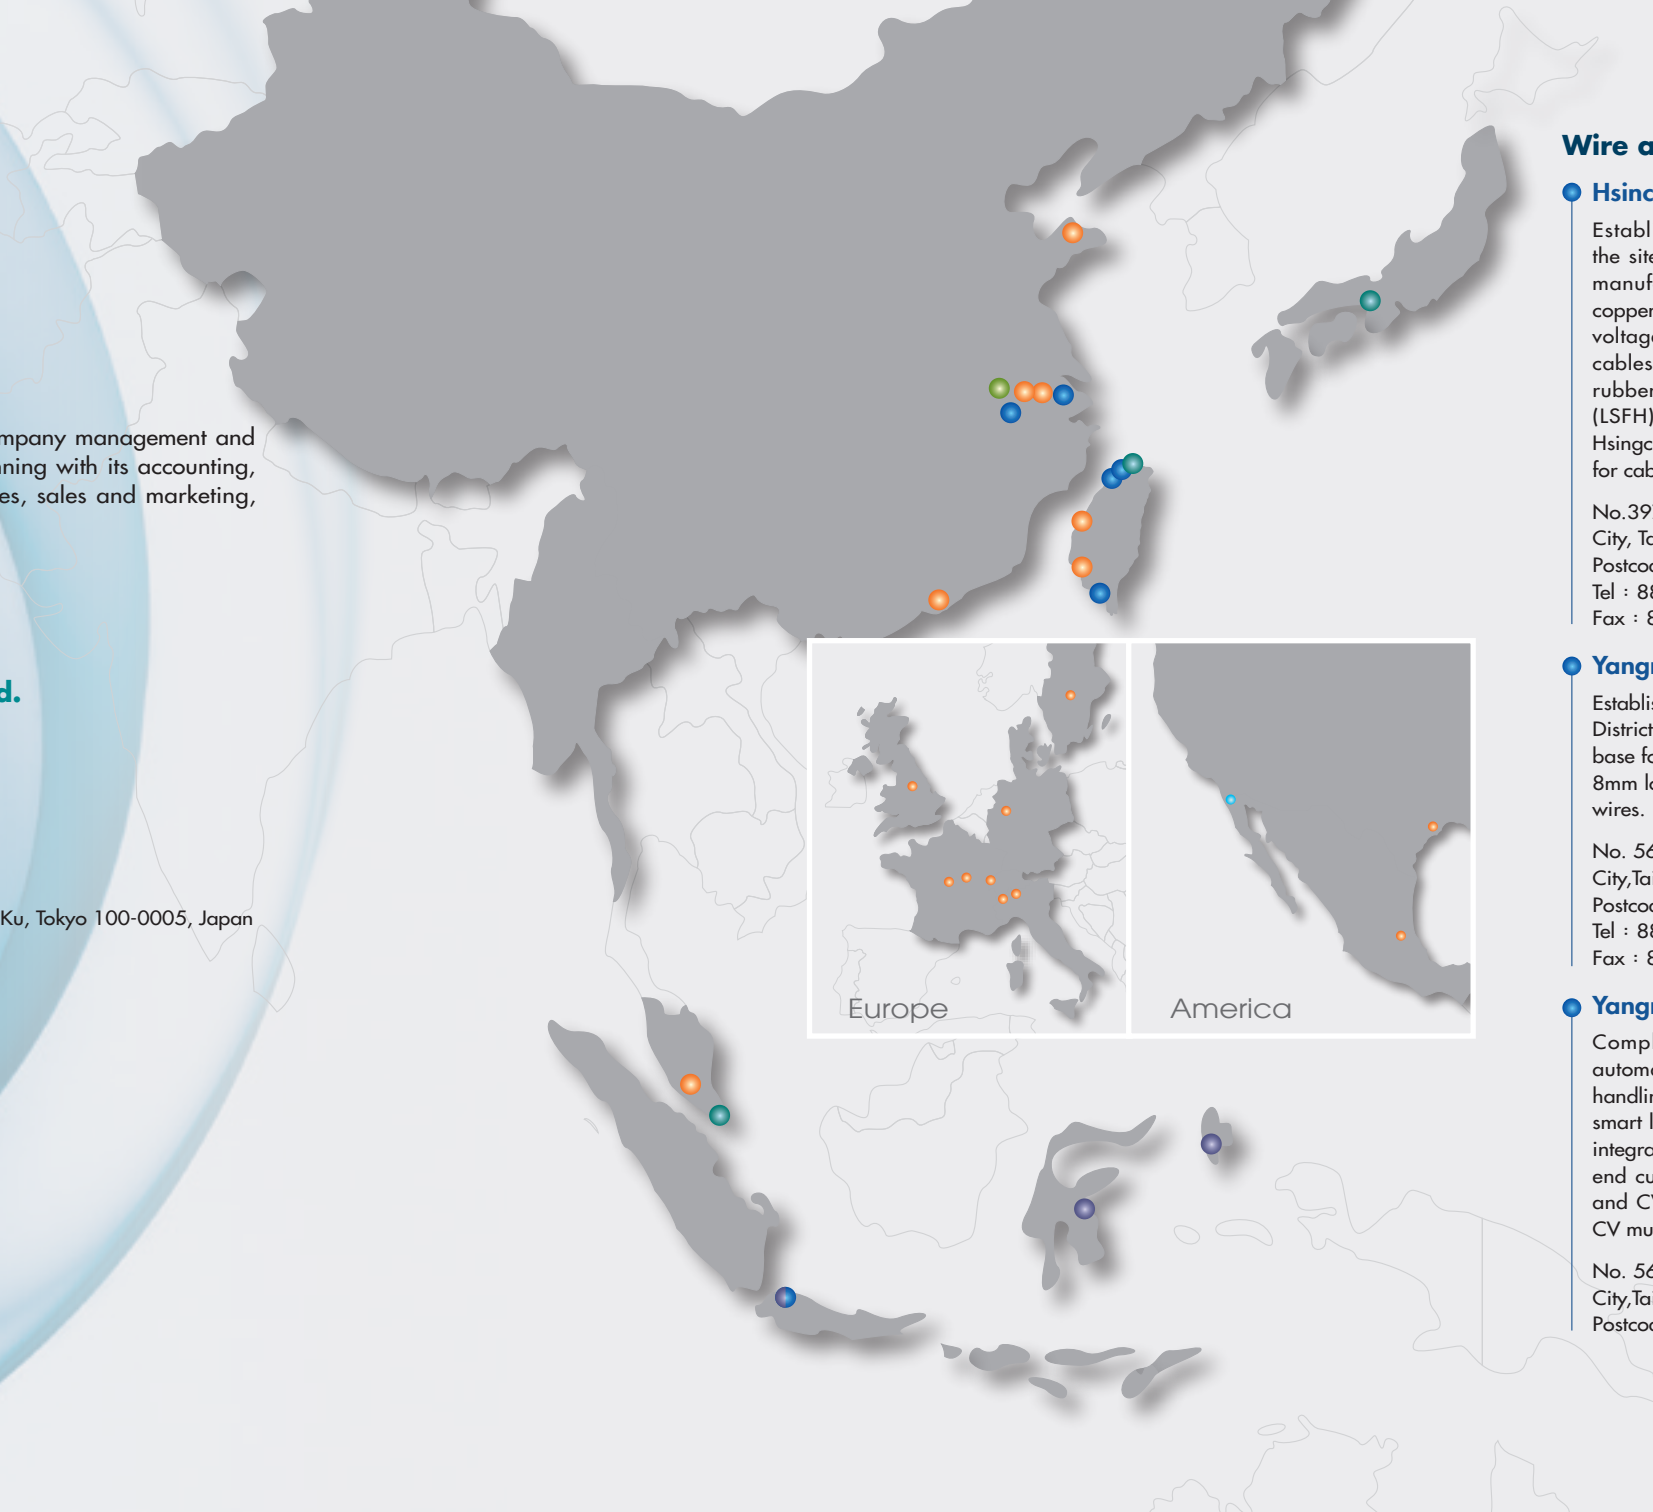 mpany management and
ning with its accounting,
es, sales and marketing,
d.
Ku, Tokyo 100-0005, Japan
Europe
America
Wire a
Hsinc
Establ
the site
manuf
copper
voltage
cables
rubber
(LSFH)
Hsingc
for cab
No.39
City, Ta
Postcod
Tel : 88
Fax : 8
Yangm
Establis
District
base fo
8mm lo
wires.
No. 56
City,Tai
Postcod
Tel : 88
Fax : 8
Yangm
Compl
automa
handlin
smart l
integra
end cu
and CV
CV mu
No. 56
City,Tai
Postcod